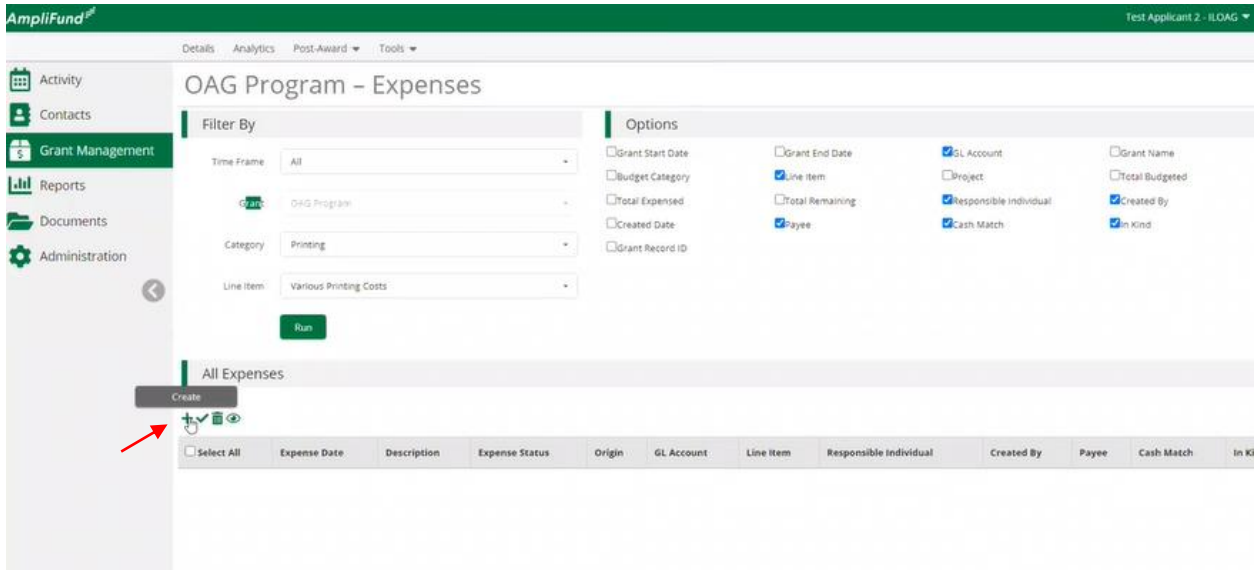 AmpliFund
Test Applicant 2 - ILOAG
Details Analytics Post-Award Tools
Activity
Contacts
Grant Management
Reports
Documents
Administration
OAG Program – Expenses
Filter By
Time Frame All
Grant OAG Program
Category Printing
Line Item Various Printing Costs
Run
Options
Grant Start Date Grant End Date GL Account Grant Name
Budget Category Line Item Project Total Budgeted
Total Expensed Total Remaining Responsible Individual Created By
Created Date Payee Cash Match In Kind
Grant Record ID
All Expenses
Create
Select All Expense Date Description Expense Status Origin GL Account Line Item Responsible Individual Created By Payee Cash Match In Ki